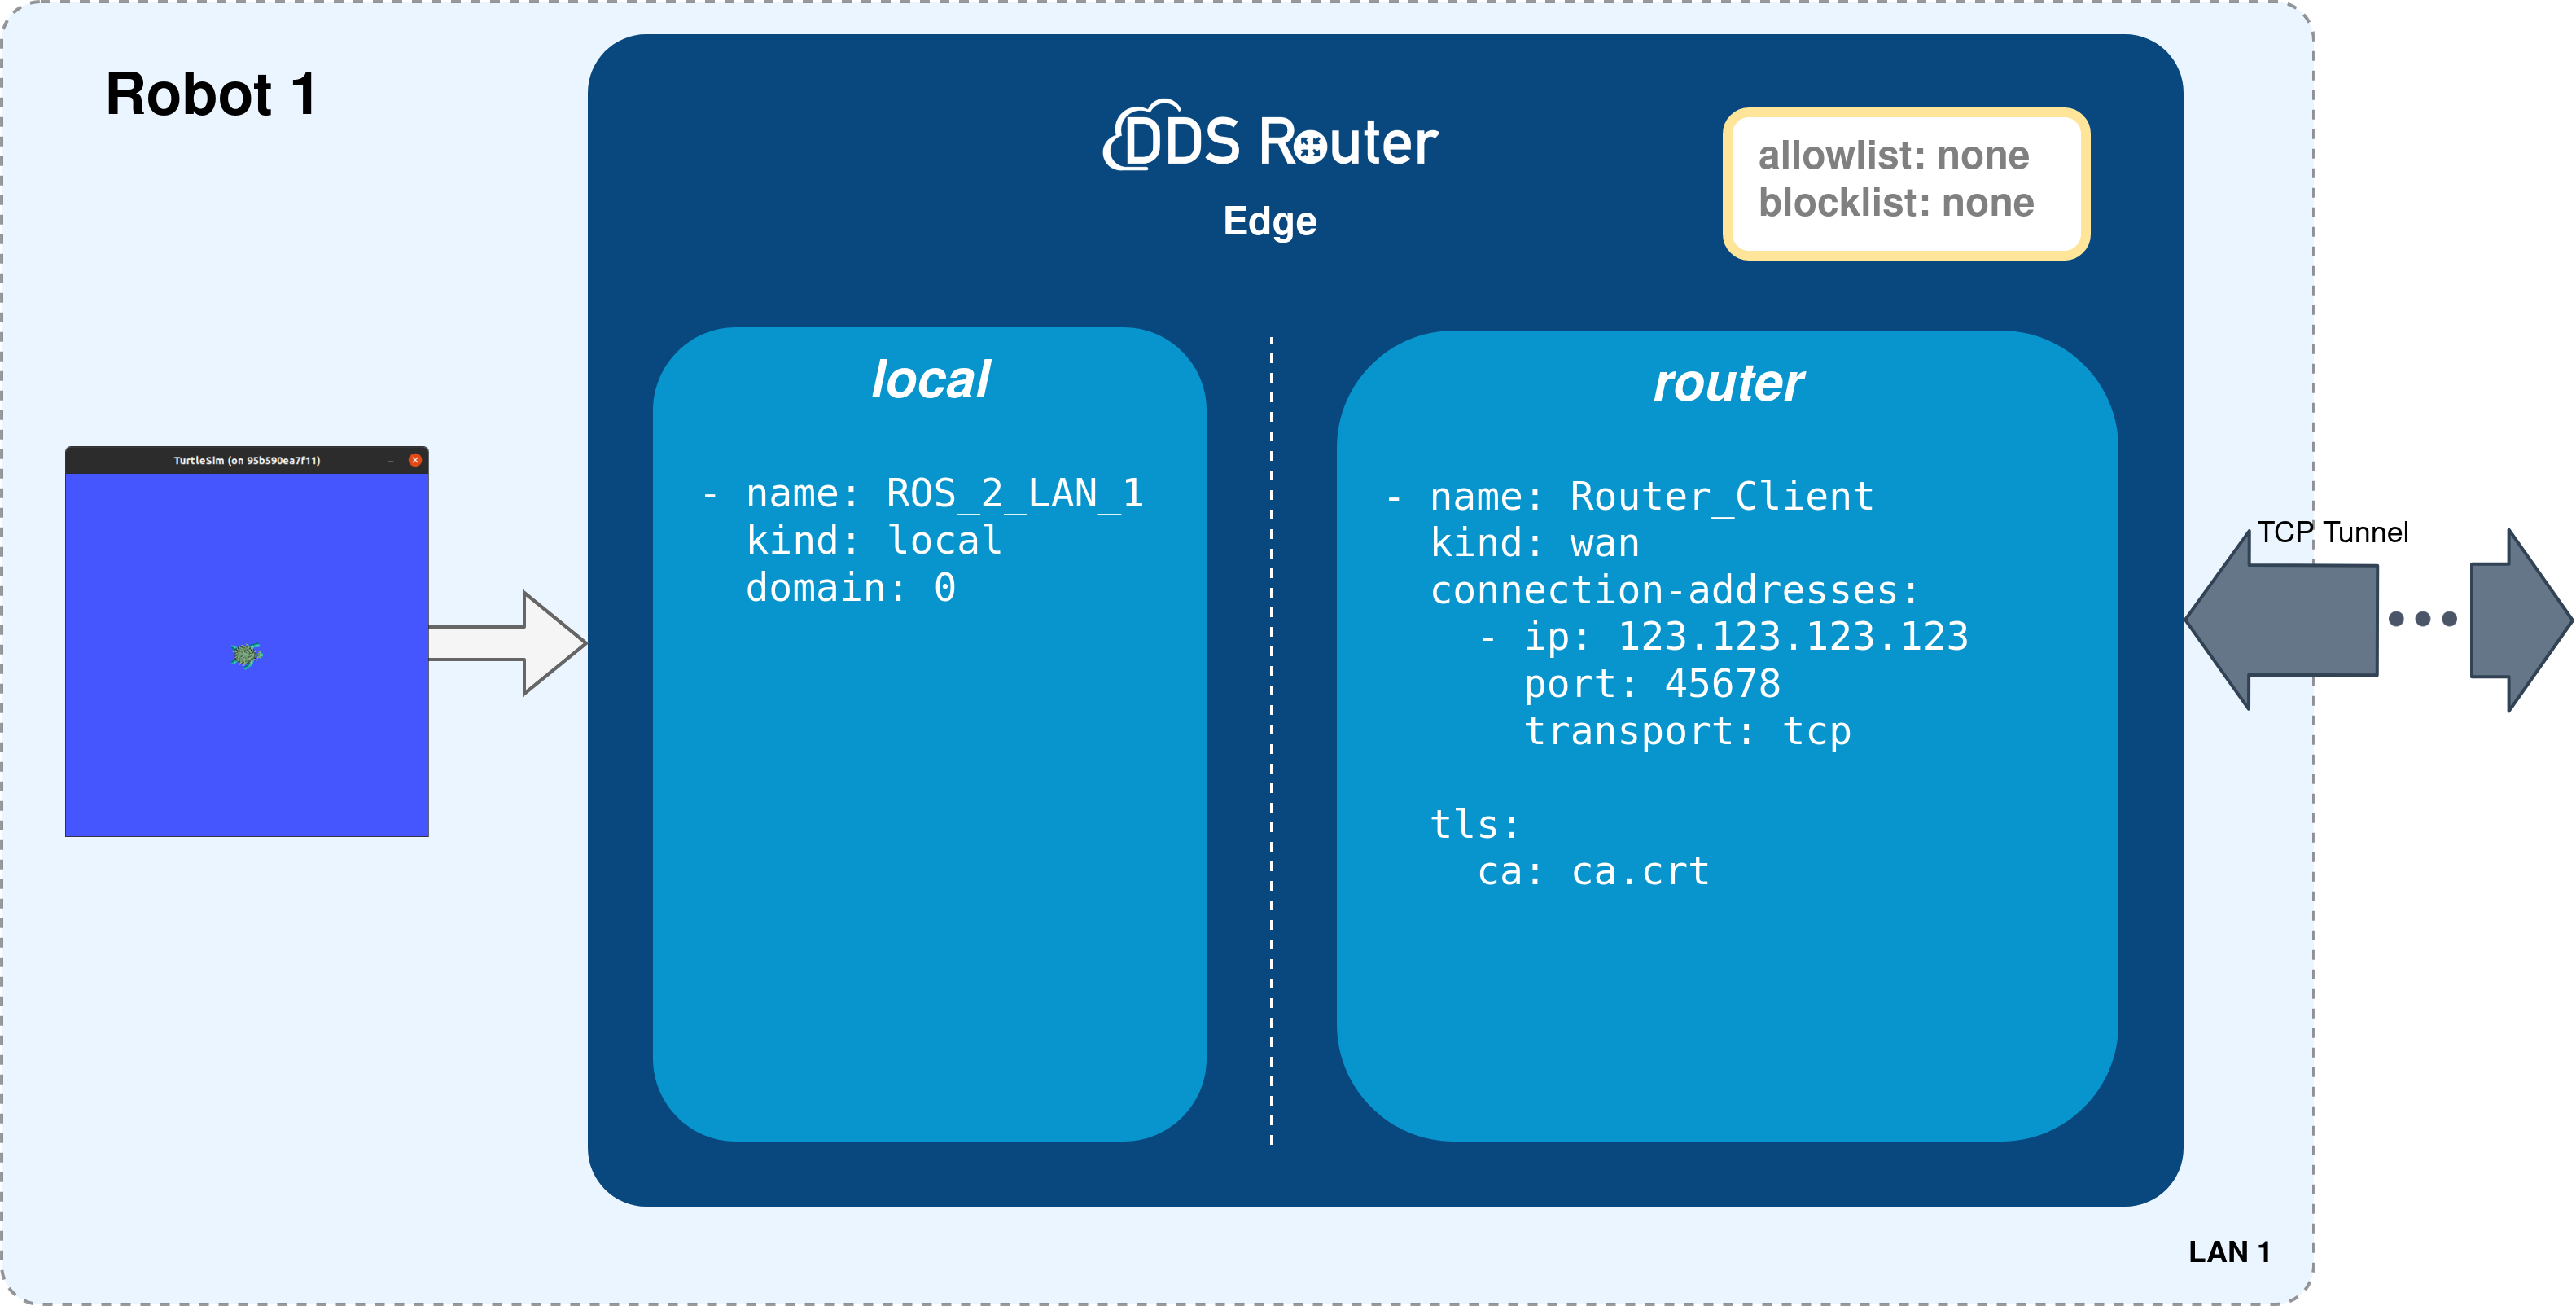 Robot 1
DDS Router
Edge
allowlist: none
blocklist: none
local
- name: ROS_2_LAN_1
kind: local
domain: 0
router
- name: Router_Client
kind: wan
connection-addresses:
- ip: 123.123.123.123
port: 45678
transport: tcp
tls:
ca: ca.crt
TurtleSim (on 95b590ea7f11)
TCP Tunnel
LAN 1